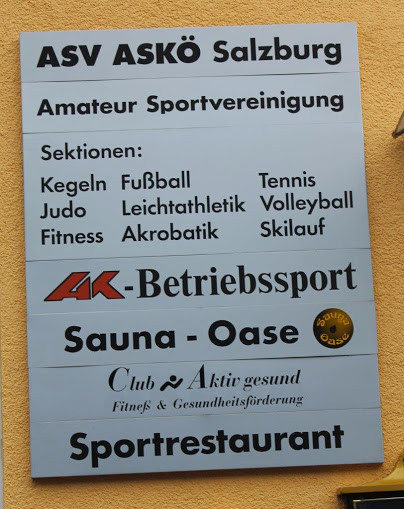 ASV ASKÖ Salzburg
Amateur Sportvereinigung
Sektionen:
Kegeln Fußball Tennis
Judo Leichtathletik Volleyball
Fitness Akrobatik Skilauf
AK-Betriebssport
Sauna - Oase
Sauna Oase
Club ~ Aktiv gesund
Fitneß & Gesundheitsförderung
Sportrestaurant